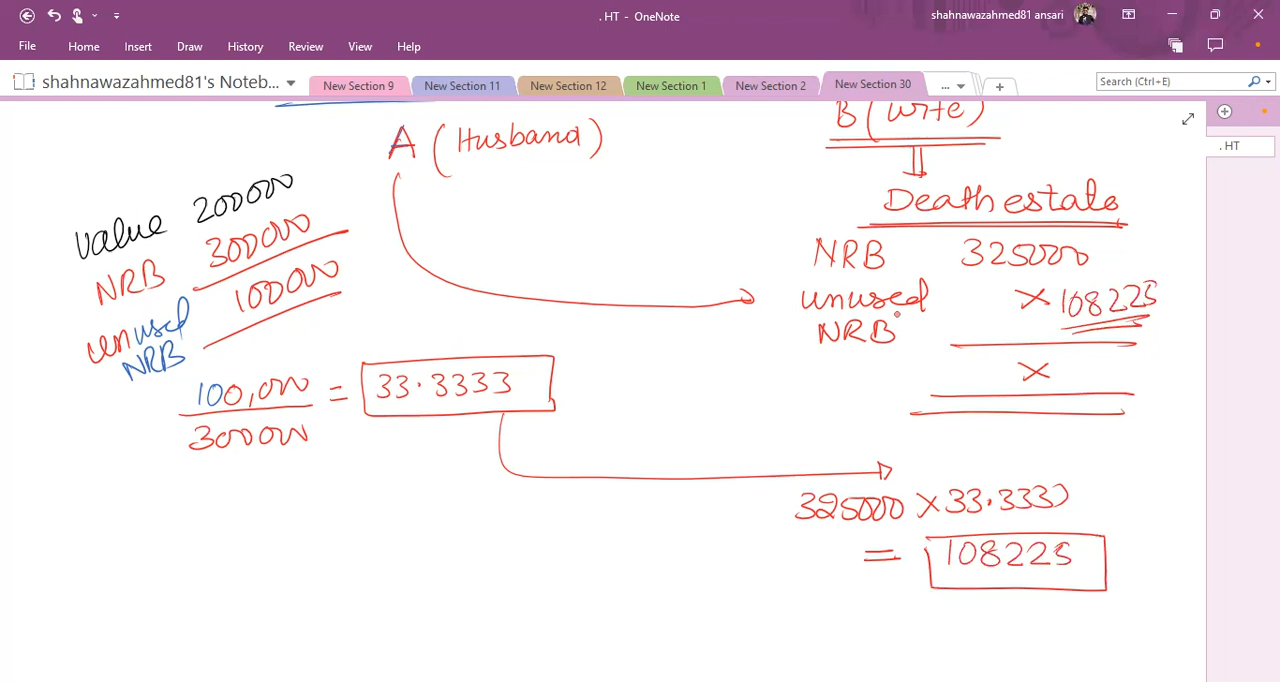 . HT - OneNote
shahnawazahmed81 ansari
File Home Insert Draw History Review View Help
shahnawazahmed81's Noteb...
New Section 9 New Section 11 New Section 12 New Section 1 New Section 2 New Section 30 ...
Search (Ctrl+E)
. HT
A (Husband)
B (Wife)
Death estate
value 200000
NRB 300000
100000
unused
NRB
NRB 325000
unused × 108225
NRB
×
100,000 = 33.3333
300000
325000 × 33.3333
= 108225